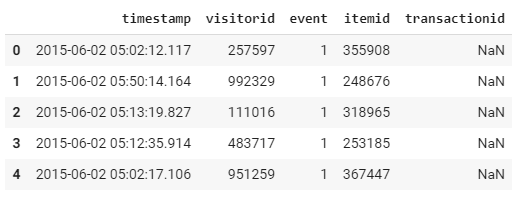 timestamp visitorid event itemid transactionid
0 2015-06-02 05:02:12.117 257597 1 355908 NaN
1 2015-06-02 05:50:14.164 992329 1 248676 NaN
2 2015-06-02 05:13:19.827 111016 1 318965 NaN
3 2015-06-02 05:12:35.914 483717 1 253185 NaN
4 2015-06-02 05:02:17.106 951259 1 367447 NaN